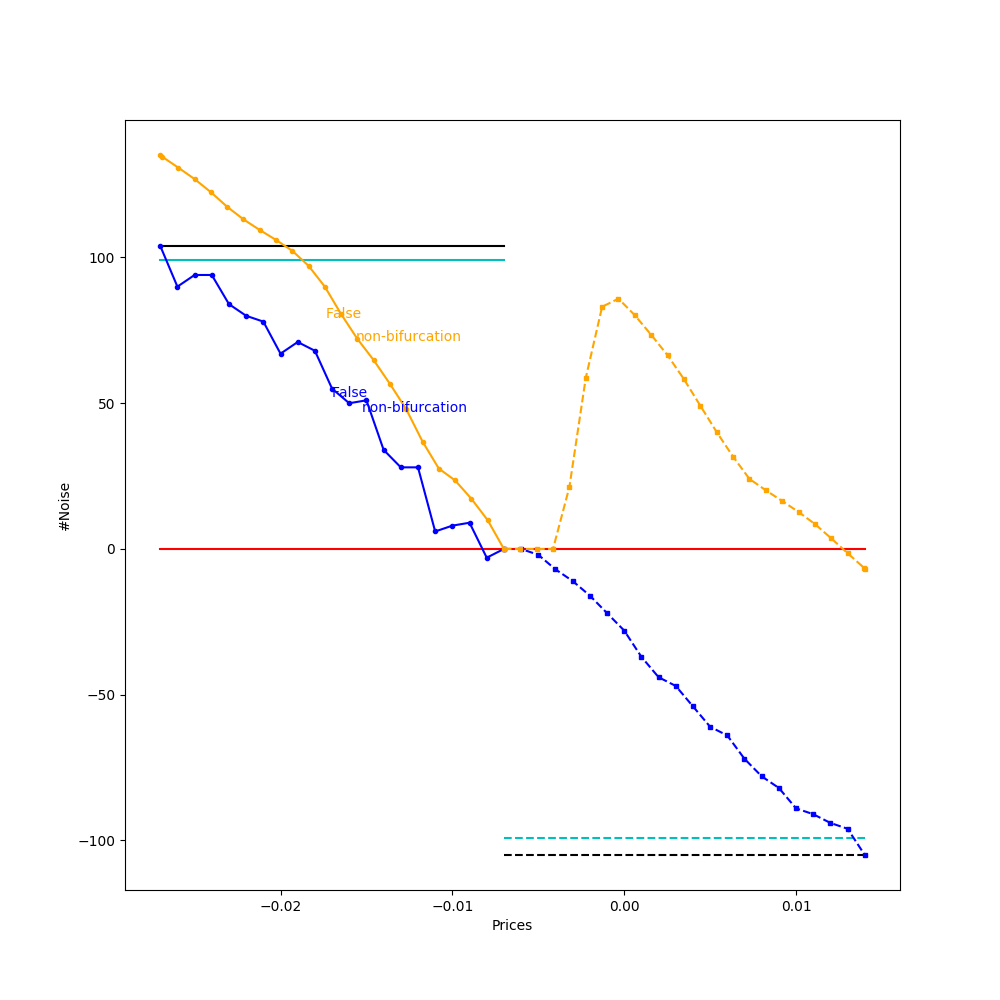 100
50
0
−50
−100
#Noise
False
non-bifurcation
False
non-bifurcation
−0.02
−0.01
0.00
0.01
Prices